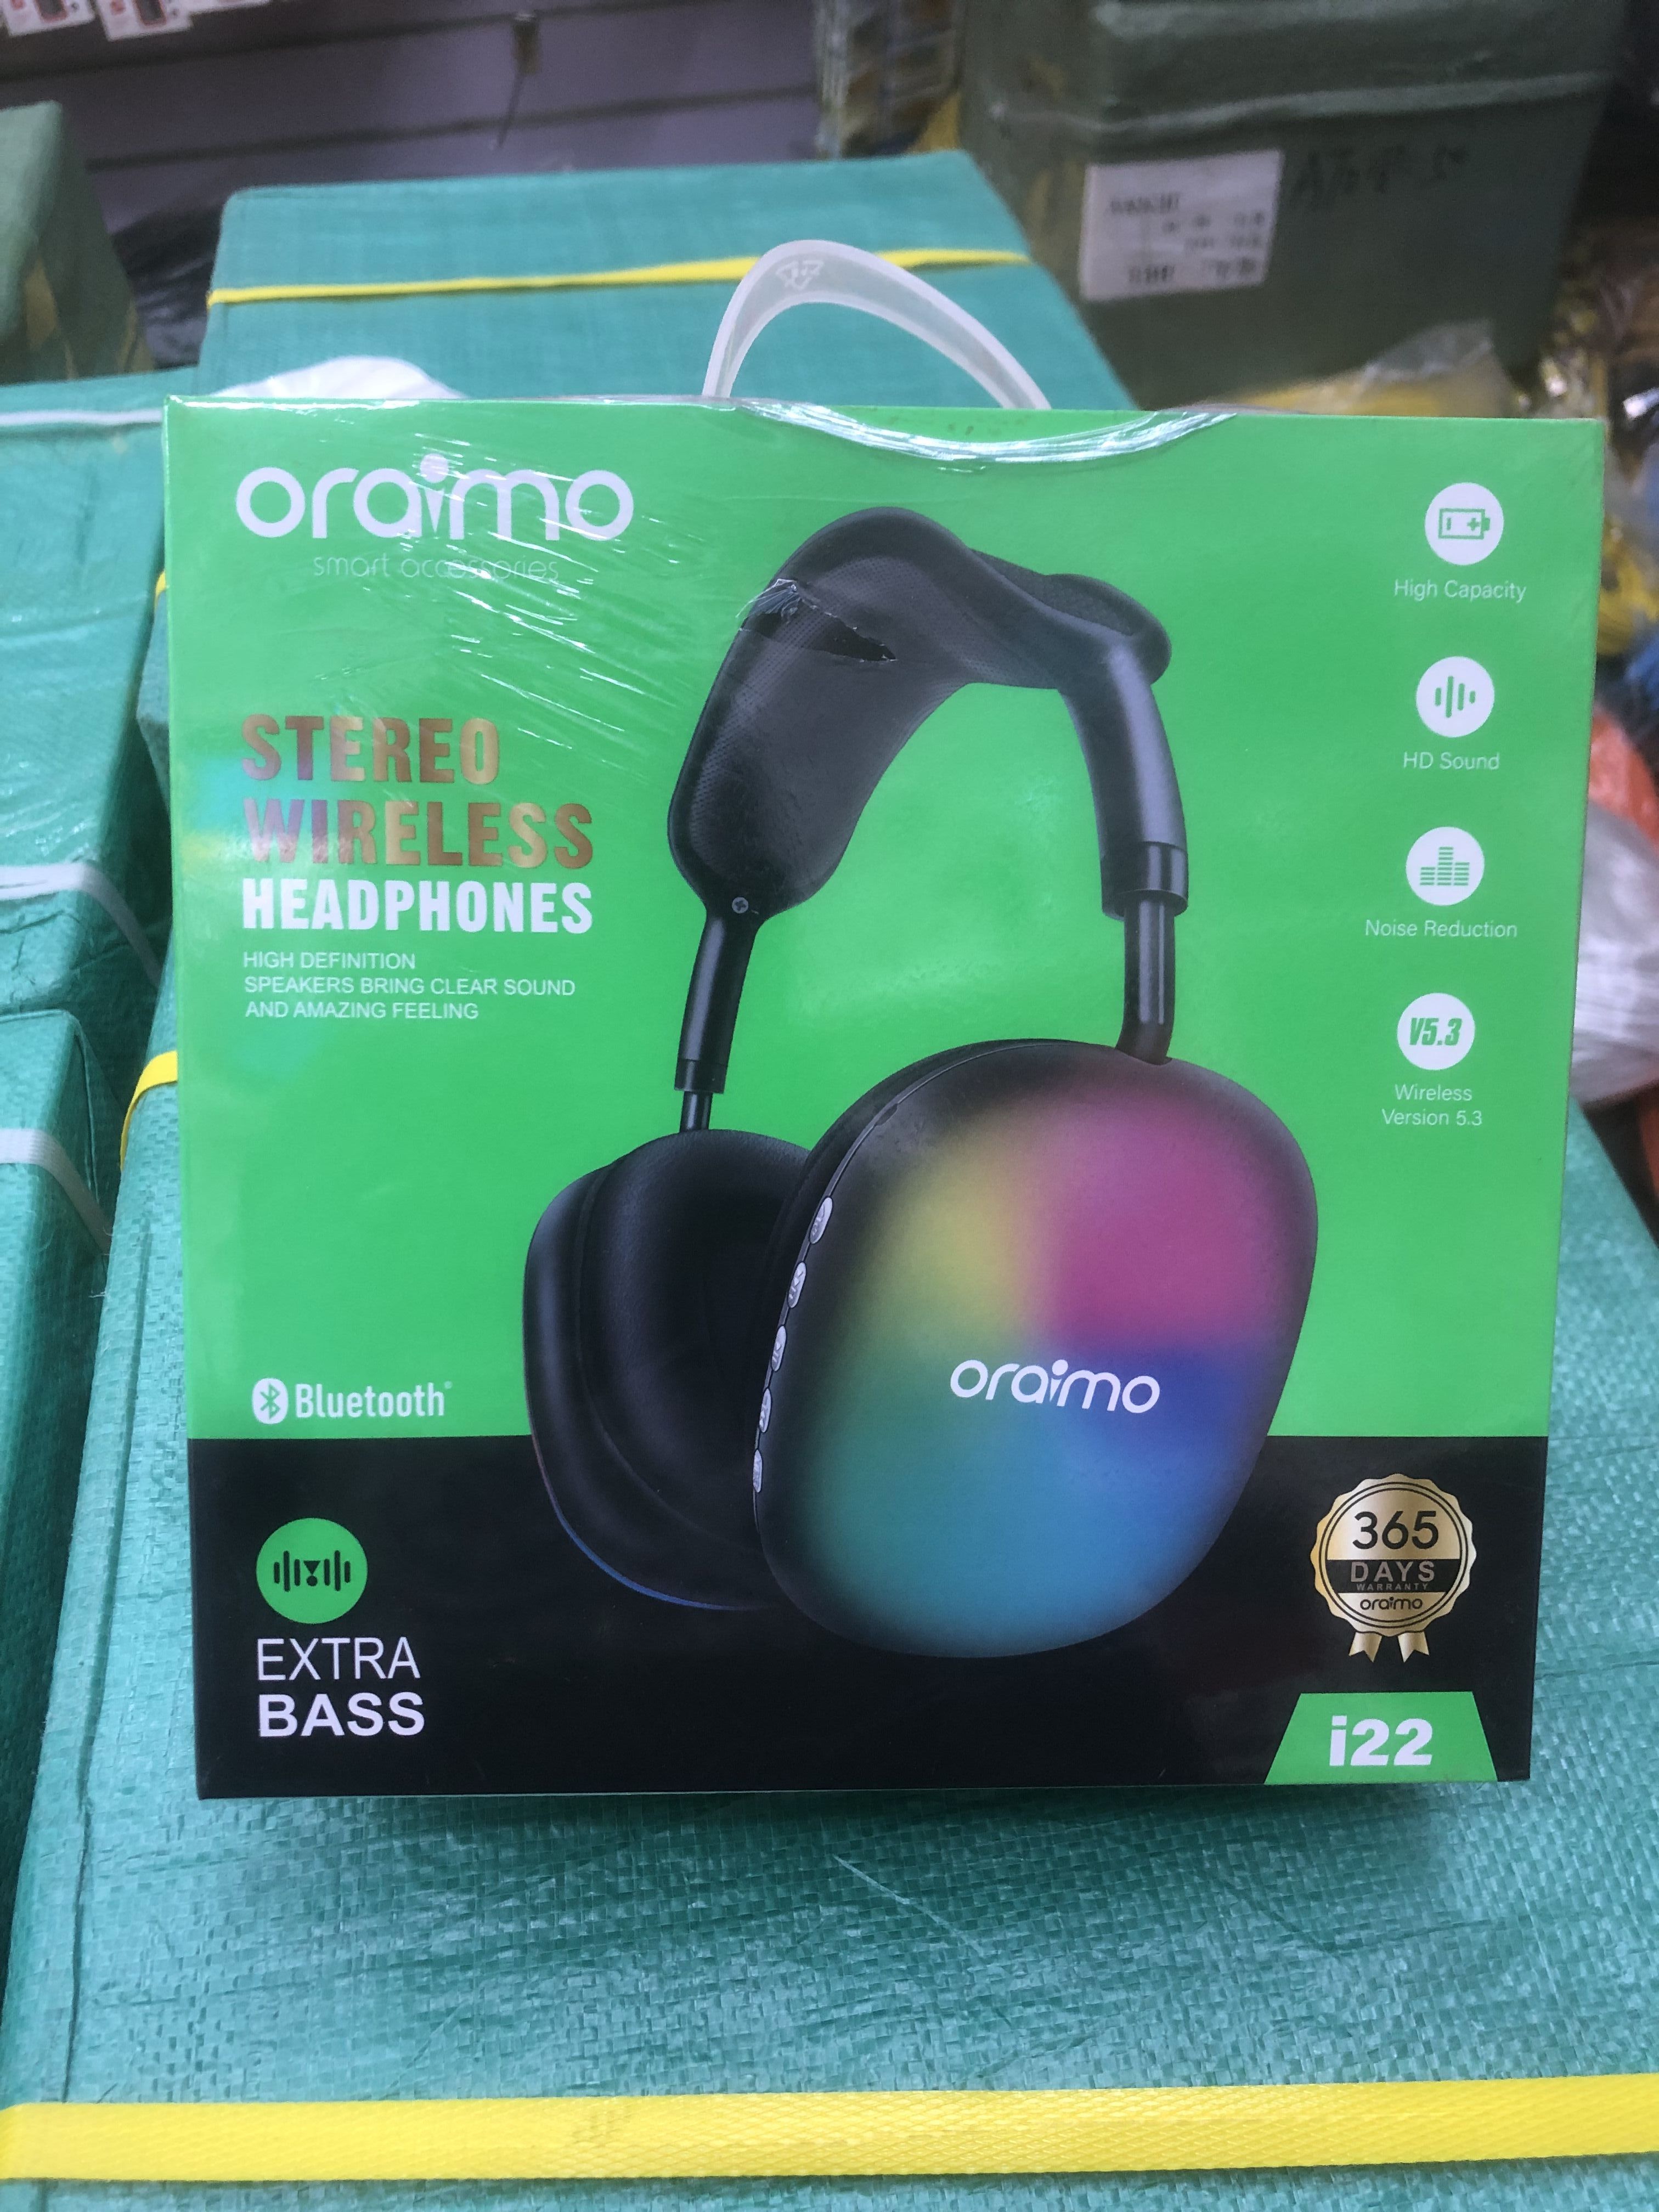 oraimo
smart accessories
STEREO
WIRELESS
HEADPHONES
HIGH DEFINITION
SPEAKERS BRING CLEAR SOUND
AND AMAZING FEELING
High Capacity
HD Sound
Noise Reduction
V5.3
Wireless
Version 5.3
oraimo
Bluetooth®
EXTRA
BASS
365
DAYS
WARRANTY
oraimo
i22